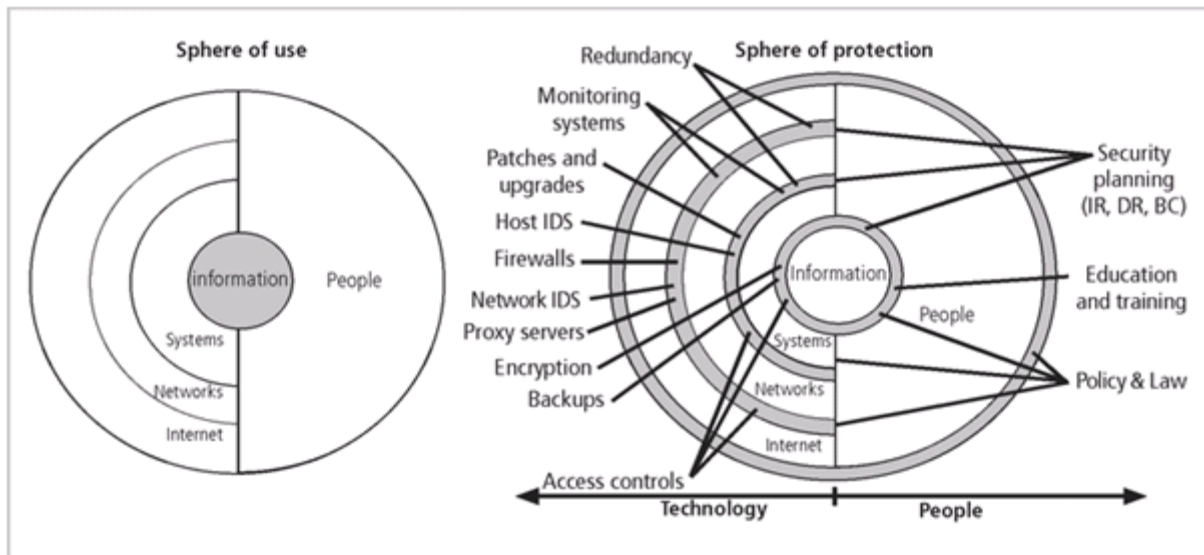 Sphere of use
information
People
Systems
Networks
Internet
Sphere of protection
Redundancy
Monitoring
systems
Patches and
upgrades
Host IDS
Firewalls
Network IDS
Proxy servers
Encryption
Backups
Access controls
Information
People
Systems
Networks
Internet
Security
planning
(IR, DR, BC)
Education
and training
Policy & Law
Technology
People